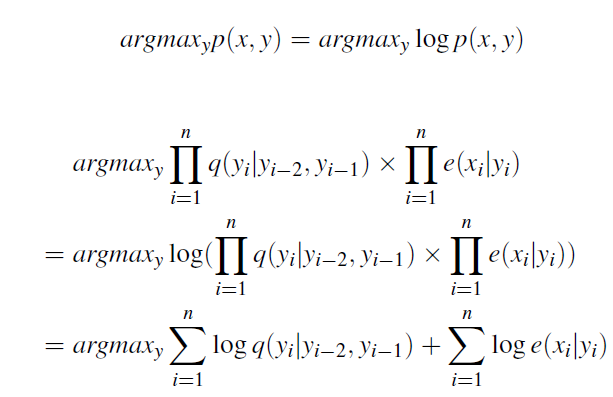 argmax_y p(x, y) = argmax_y log p(x, y)
argmax_y ∏_{i=1}^{n} q(y_i|y_{i−2}, y_{i−1}) × ∏_{i=1}^{n} e(x_i|y_i)
= argmax_y log(∏_{i=1}^{n} q(y_i|y_{i−2}, y_{i−1}) × ∏_{i=1}^{n} e(x_i|y_i))
= argmax_y ∑_{i=1}^{n} log q(y_i|y_{i−2}, y_{i−1}) + ∑_{i=1}^{n} log e(x_i|y_i)